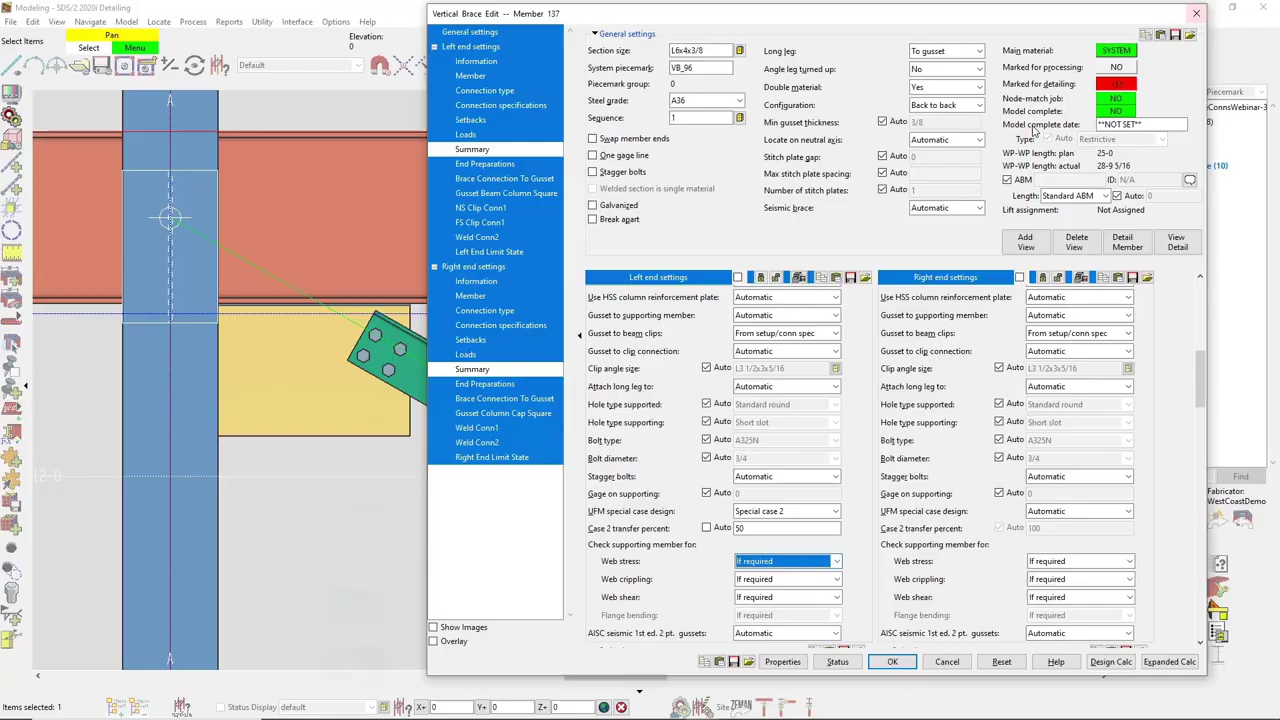 Modeling - SDS/2 2020i Detailing
File Edit View Navigate Model Locate Process Reports Utility Interface Options Help
Select Items
Pan
Select Menu
Elevation:
0
Default
A
12-0
A
Vertical Brace Edit -- Member 137
General settings
Left end settings
Information
Member
Connection type
Connection specifications
Setbacks
Loads
Summary
End Preparations
Brace Connection To Gusset
Gusset Beam Column Square
NS Clip Conn1
FS Clip Conn1
Weld Conn2
Left End Limit State
Right end settings
Information
Member
Connection type
Connection specifications
Setbacks
Loads
Summary
End Preparations
Brace Connection To Gusset
Gusset Column Cap Square
Weld Conn1
Weld Conn2
Right End Limit State
Show Images
Overlay
General settings
Section size: L6x4x3/8
System piecemark: VB_96
Piecemark group: 0
Steel grade: A36
Sequence: 1
Swap member ends
One gage line
Stagger bolts
Welded section is single material
Galvanized
Break apart
Long leg: To gusset
Angle leg turned up: No
Double material: Yes
Configuration: Back to back
Min gusset thickness: Auto 3/8
Locate on neutral axis: Automatic
Stitch plate gap: Auto 0
Max stitch plate spacing: Auto 0
Number of stitch plates: Auto 1
Seismic brace: Automatic
Main material: SYSTEM
Marked for processing: NO
Marked for detailing: YES
Node-match job: NO
Model complete: NO
Model complete date: **NOT SET**
Type: Auto Restrictive
WP-WP length: plan 25-0
WP-WP length: actual 28-9 5/16
ABM ID: N/A
Length: Standard ABM Auto: 0
Lift assignment: Not Assigned
Add View Delete View Detail Member View Detail
Left end settings
Use HSS column reinforcement plate: Automatic
Gusset to supporting member: Automatic
Gusset to beam clips: From setup/conn spec
Gusset to clip connection: Automatic
Clip angle size: Auto L3 1/2x3x5/16
Attach long leg to: Automatic
Hole type supported: Auto Standard round
Hole type supporting: Auto Short slot
Bolt type: Auto A325N
Bolt diameter: Auto 3/4
Stagger bolts: Automatic
Gage on supporting: Auto 0
UFM special case design: Special case 2
Case 2 transfer percent: Auto 50
Check supporting member for:
Web stress: If required
Web crippling: If required
Web shear: If required
Flange bending: If required
AISC seismic 1st ed. 2 pt. gussets: Automatic
Right end settings
Use HSS column reinforcement plate: Automatic
Gusset to supporting member: Automatic
Gusset to beam clips: From setup/conn spec
Gusset to clip connection: Automatic
Clip angle size: Auto L3 1/2x3x5/16
Attach long leg to: Automatic
Hole type supported: Auto Standard round
Hole type supporting: Auto Short slot
Bolt type: Auto A325N
Bolt diameter: Auto 3/4
Stagger bolts: Automatic
Gage on supporting: Auto 0
UFM special case design: Automatic
Case 2 transfer percent: Auto 100
Check supporting member for:
Web stress: If required
Web crippling: If required
Web shear: If required
Flange bending: If required
AISC seismic 1st ed. 2 pt. gussets: Automatic
Properties Status OK Cancel Reset Help Design Calc Expanded Calc
Piecemark
eConnsWebinar-3
Find
Fabricator:
WestCoastDemo
Items selected: 1
Status Display default
X= 0 Y= 0 Z= 0 Site ZEMAN